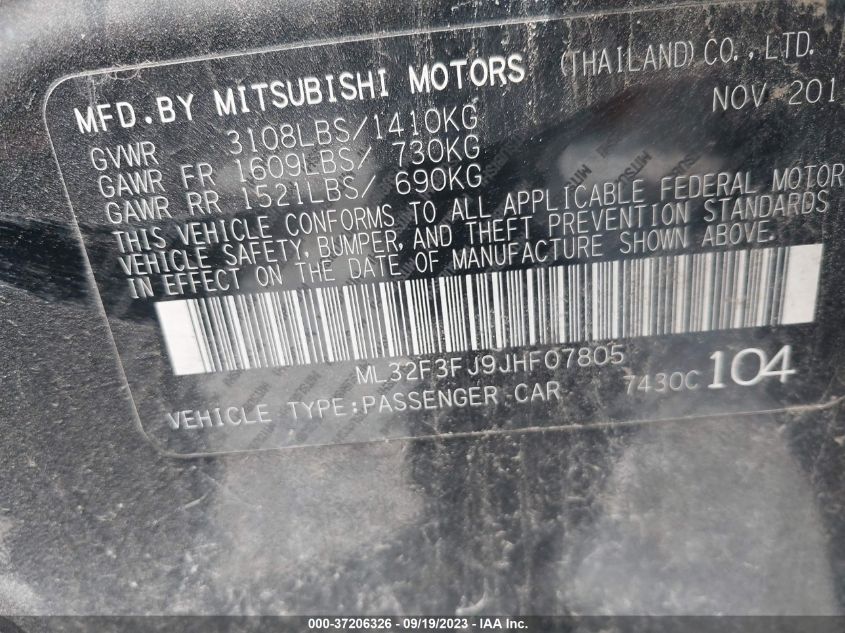 MFD.BY MITSUBISHI MOTORS (THAILAND) CO.,LTD.
NOV 201
GVWR 3108LBS/1410KG
GAWR FR 1609LBS/ 730KG
GAWR RR 1521LBS/ 690KG
THIS VEHICLE CONFORMS TO ALL APPLICABLE FEDERAL MOTOR
VEHICLE SAFETY, BUMPER, AND THEFT PREVENTION STANDARDS
IN EFFECT ON THE DATE OF MANUFACTURE SHOWN ABOVE.
ML32F3FJ9JHF07805
VEHICLE TYPE:PASSENGER CAR 7430C 104
000-37206326 - 09/19/2023 - IAA Inc.